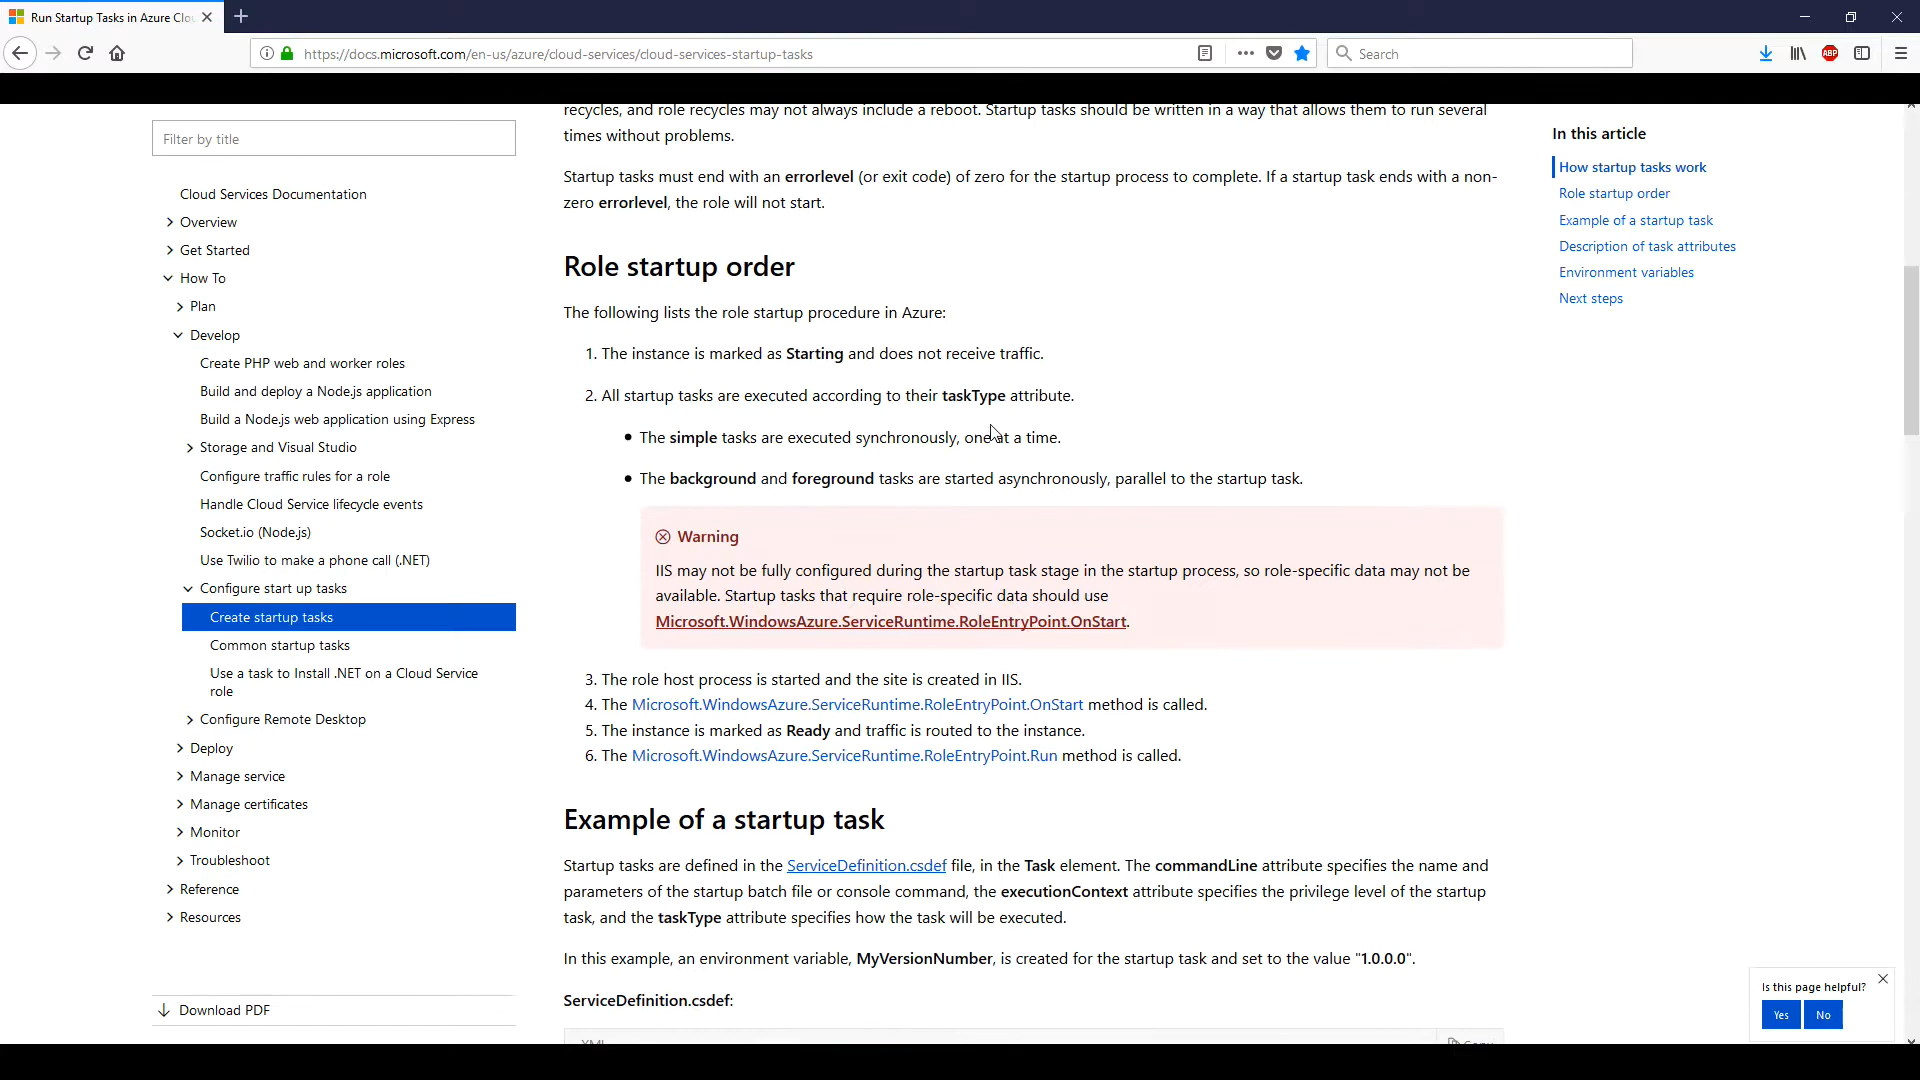 Run Startup Tasks in Azure Clo
https://docs.microsoft.com/en-us/azure/cloud-services/cloud-services-startup-tasks
Search
ABP
Filter by title
Cloud Services Documentation
Overview
Get Started
How To
Plan
Develop
Create PHP web and worker roles
Build and deploy a Node.js application
Build a Node.js web application using Express
Storage and Visual Studio
Configure traffic rules for a role
Handle Cloud Service lifecycle events
Socket.io (Node.js)
Use Twilio to make a phone call (.NET)
Configure start up tasks
Create startup tasks
Common startup tasks
Use a task to Install .NET on a Cloud Service
role
Configure Remote Desktop
Deploy
Manage service
Manage certificates
Monitor
Troubleshoot
Reference
Resources
Download PDF
recycles, and role recycles may not always include a reboot. Startup tasks should be written in a way that allows them to run several
times without problems.
Startup tasks must end with an errorlevel (or exit code) of zero for the startup process to complete. If a startup task ends with a non-
zero errorlevel, the role will not start.
Role startup order
The following lists the role startup procedure in Azure:
1. The instance is marked as Starting and does not receive traffic.
2. All startup tasks are executed according to their taskType attribute.
• The simple tasks are executed synchronously, one at a time.
• The background and foreground tasks are started asynchronously, parallel to the startup task.
Warning
IIS may not be fully configured during the startup task stage in the startup process, so role-specific data may not be
available. Startup tasks that require role-specific data should use
Microsoft.WindowsAzure.ServiceRuntime.RoleEntryPoint.OnStart.
3. The role host process is started and the site is created in IIS.
4. The Microsoft.WindowsAzure.ServiceRuntime.RoleEntryPoint.OnStart method is called.
5. The instance is marked as Ready and traffic is routed to the instance.
6. The Microsoft.WindowsAzure.ServiceRuntime.RoleEntryPoint.Run method is called.
Example of a startup task
Startup tasks are defined in the ServiceDefinition.csdef file, in the Task element. The commandLine attribute specifies the name and
parameters of the startup batch file or console command, the executionContext attribute specifies the privilege level of the startup
task, and the taskType attribute specifies how the task will be executed.
In this example, an environment variable, MyVersionNumber, is created for the startup task and set to the value "1.0.0.0".
ServiceDefinition.csdef:
XML
Copy
In this article
How startup tasks work
Role startup order
Example of a startup task
Description of task attributes
Environment variables
Next steps
Is this page helpful?
Yes
No